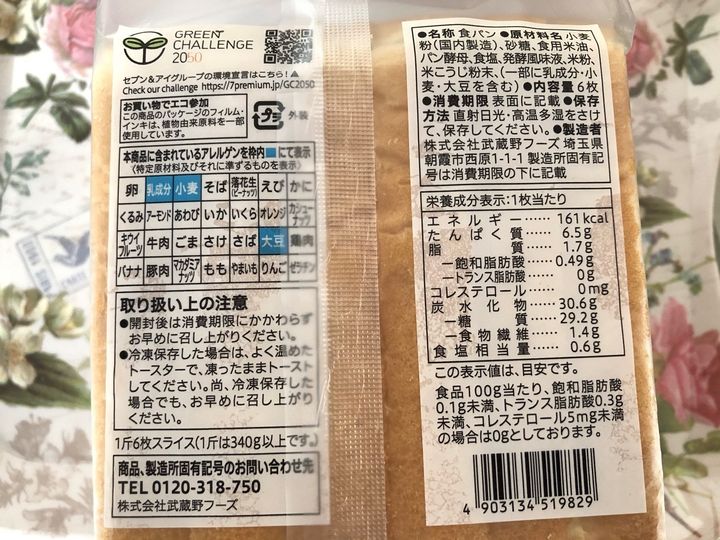 GREEN
CHALLENGE
2050
セブン&アイグループの環境宣言はこちら!▲
Check our challenge https://7premium.jp/GC2050
お買い物でエコ参加
この商品のパッケージのフィルム・
インキは、植物由来原料を一部
使用しています。
プラ 外装
本商品に含まれているアレルゲンを枠内■にて表示
〈特定原材料及びそれに準ずるものを表示〉
卵 乳成分 小麦 そば 落花生(ピーナッツ) えび かに
くるみ アーモンド あわび いか いくら オレンジ カシューナッツ
キウイフルーツ 牛肉 ごま さけ さば 大豆 鶏肉
バナナ 豚肉 マカダミアナッツ もも やまいも りんご ゼラチン
取り扱い上の注意
●開封後は消費期限にかかわらず
お早めに召し上がりください。
●冷凍保存した場合は、よく温めた
トースターで、凍ったままトースト
してください。尚、冷凍保存した
場合でも、お早めに召し上がり
ください。
1斤6枚スライス(1斤は340g以上です。)
商品、製造所固有記号のお問い合わせ先
TEL 0120-318-750
株式会社武蔵野フーズ
●名称 食パン ●原材料名 小麦
粉(国内製造)、砂糖、食用米油、
パン酵母、食塩、発酵風味液、米粉、
米こうじ粉末、(一部に乳成分・小
麦・大豆を含む) ●内容量 6枚
●消費期限 表面に記載 ●保存
方法 直射日光・高温多湿をさけ
て、保存してください。 ●製造者
株式会社武蔵野フーズ 埼玉県
朝霞市西原1-1-1 製造所固有記
号は消費期限の下に記載
栄養成分表示:1枚当たり
エネルギー……161kcal
たんぱく質……6.5g
脂質……1.7g
―飽和脂肪酸……0.49g
―トランス脂肪酸……0g
コレステロール……0mg
炭水化物……30.6g
―糖質……29.2g
―食物繊維……1.4g
食塩相当量……0.6g
この表示値は、目安です。
食品100g当たり、飽和脂肪酸
0.1g未満、トランス脂肪酸0.3g
未満、コレステロール5mg未満
の場合は0gとしております。
4 903134 519829